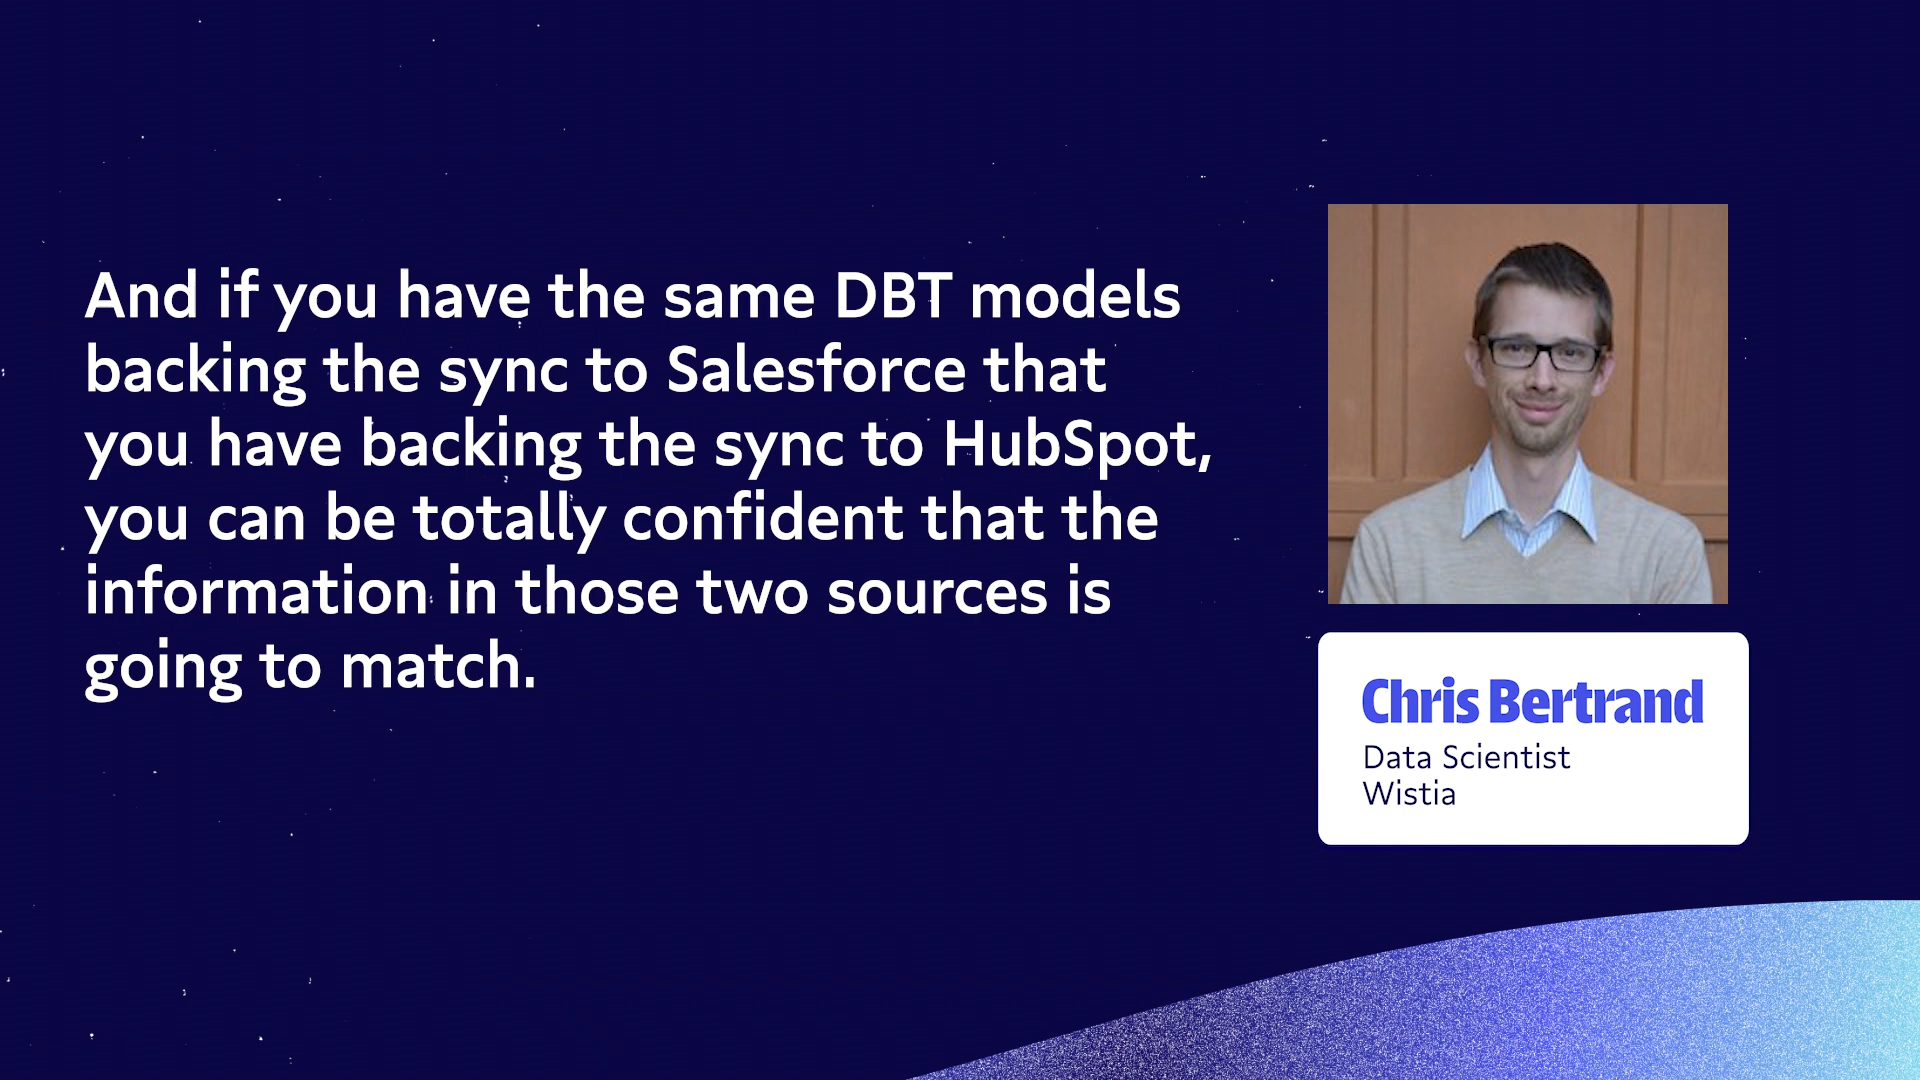 And if you have the same DBT models
backing the sync to Salesforce that
you have backing the sync to HubSpot,
you can be totally confident that the
information in those two sources is
going to match.
Chris Bertrand
Data Scientist
Wistia